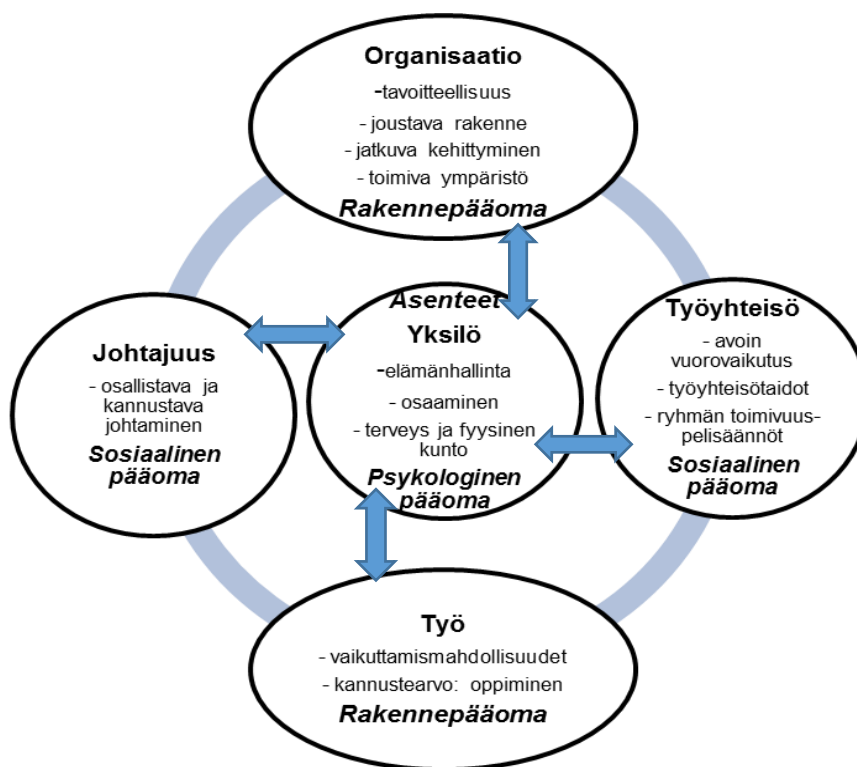 Organisaatio
-tavoitteellisuus
- joustava rakenne
- jatkuva kehittyminen
- toimiva ympäristö
Rakennepääoma
Johtajuus
- osallistava ja
kannustava
johtaminen
Sosiaalinen
pääoma
Asenteet
Yksilö
-elämänhallinta
- osaaminen
- terveys ja fyysinen
kunto
Psykologinen
pääoma
Työyhteisö
- avoin
vuorovaikutus
- työyhteisötaidot
- ryhmän toimivuus-
pelisäännöt
Sosiaalinen
pääoma
Työ
- vaikuttamismahdollisuudet
- kannustearvo: oppiminen
Rakennepääoma